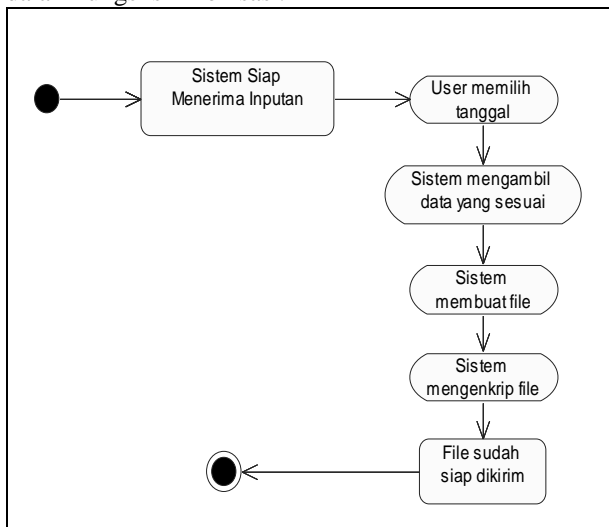 Sistem Siap
Menerima Inputan
User memilih
tanggal
Sistem mengambil
data yang sesuai
Sistem
membuat file
Sistem
mengenkrip file
File sudah
siap dikirim